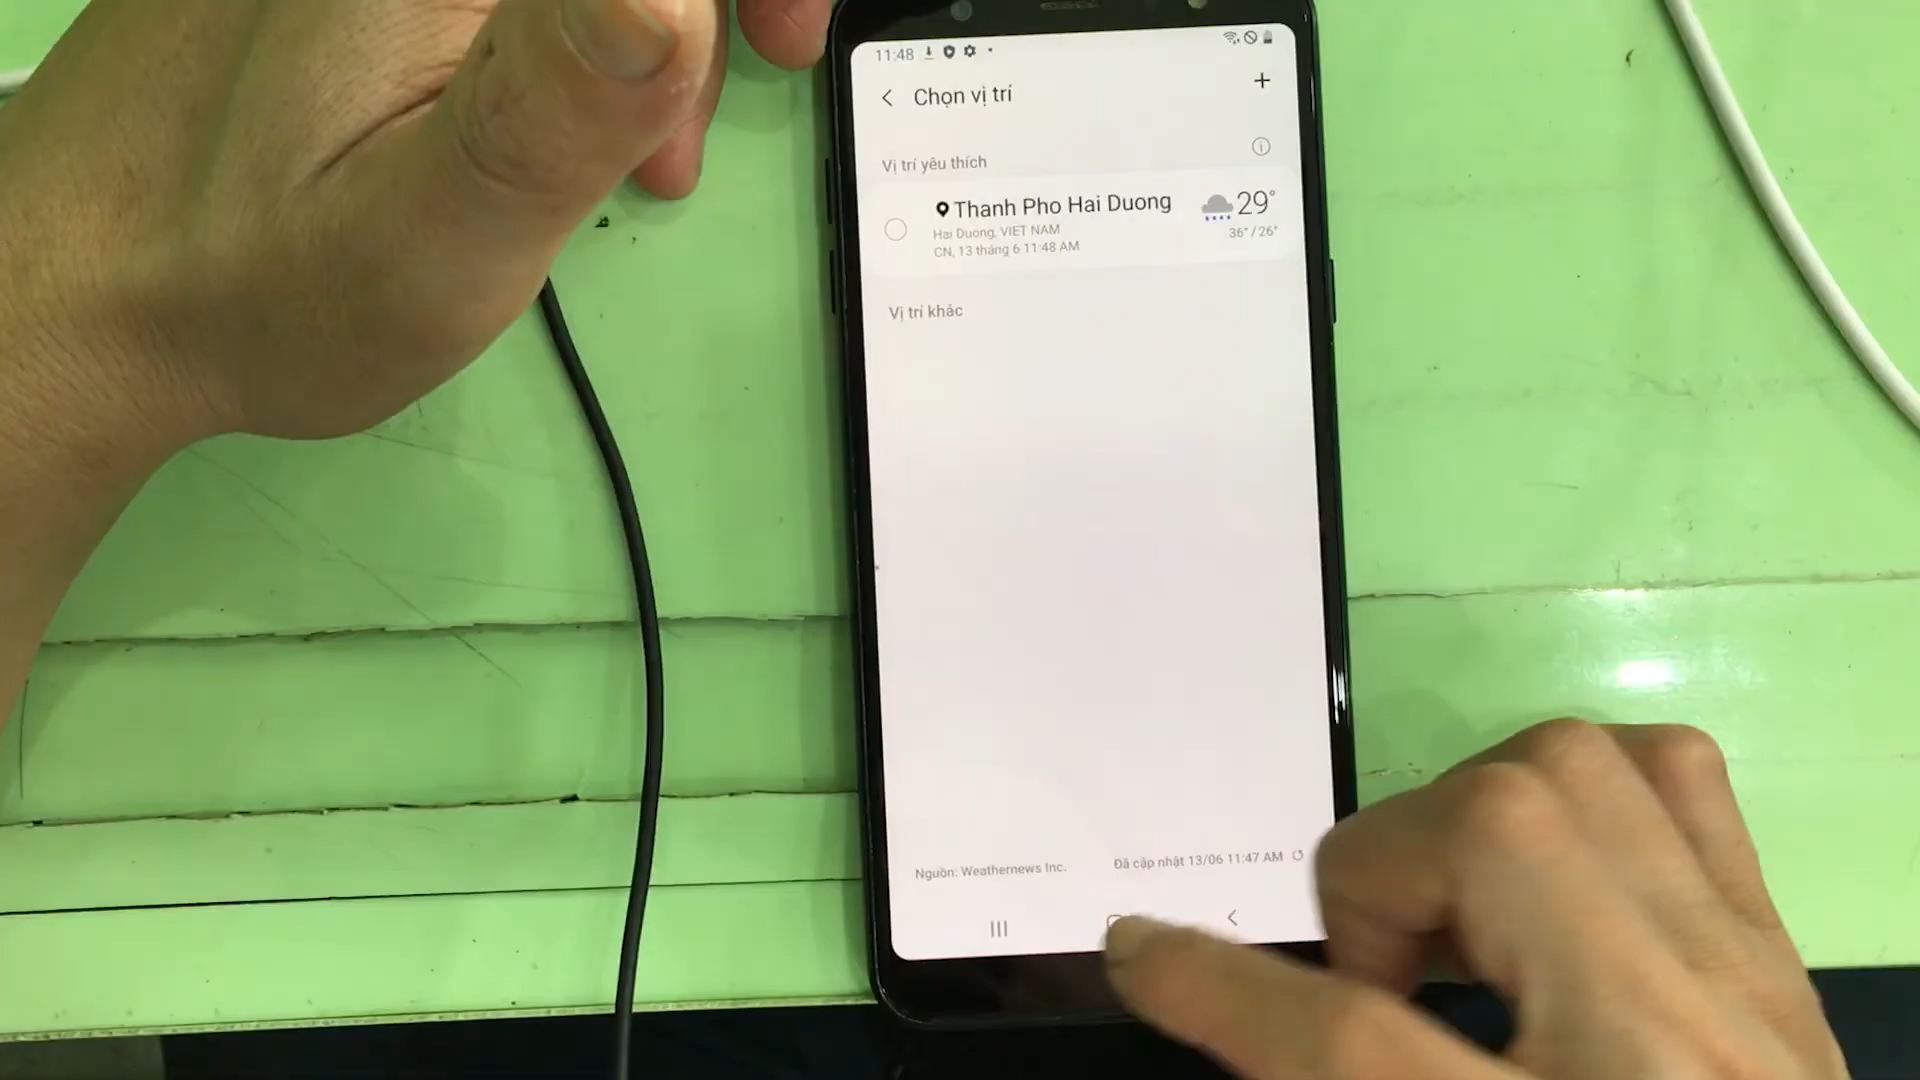 11:48
Chọn vị trí
Vị trí yêu thích
Thanh Pho Hai Duong
29°
Hai Duong, VIET NAM
36° / 26°
CN, 13 tháng 6 11:48 AM
Vị trí khác
Nguồn: Weathernews Inc.
Đã cập nhật 13/06 11:47 AM